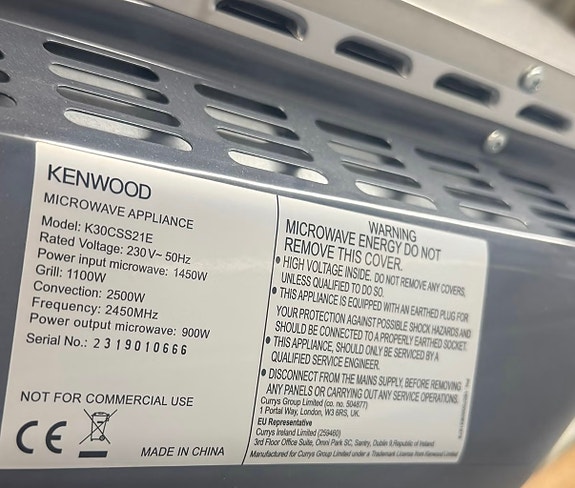 KENWOOD
MICROWAVE APPLIANCE
Model: K30CSS21E
Rated Voltage: 230V~ 50Hz
Power input microwave: 1450W
Grill: 1100W
Convection: 2500W
Frequency: 2450MHz
Power output microwave: 900W
Serial No.: 2319010666
NOT FOR COMMERCIAL USE
CE
MADE IN CHINA
WARNING
MICROWAVE ENERGY DO NOT
REMOVE THIS COVER.
• HIGH VOLTAGE INSIDE. DO NOT REMOVE ANY COVERS,
UNLESS QUALIFIED TO DO SO.
• THIS APPLIANCE IS EQUIPPED WITH AN EARTHED PLUG FOR
YOUR PROTECTION AGAINST POSSIBLE SHOCK HAZARDS AND
SHOULD BE CONNECTED TO A PROPERLY EARTHED SOCKET.
• THIS APPLIANCE, SHOULD ONLY BE SERVICED BY A
QUALIFIED SERVICE ENGINEER.
• DISCONNECT FROM THE MAINS SUPPLY, BEFORE REMOVING
ANY PANELS OR CARRYING OUT ANY SERVICE OPERATIONS.
Currys Group Limited (co. no. 504877)
1 Portal Way, London, W3 6RS, UK.
EU Representative
Currys Ireland Limited (259460)
3rd Floor Office Suite, Omni Park SC, Santry, Dublin 9, Republic of Ireland
Manufactured for Currys Group Limited under a Trademark License from Kenwood Limited